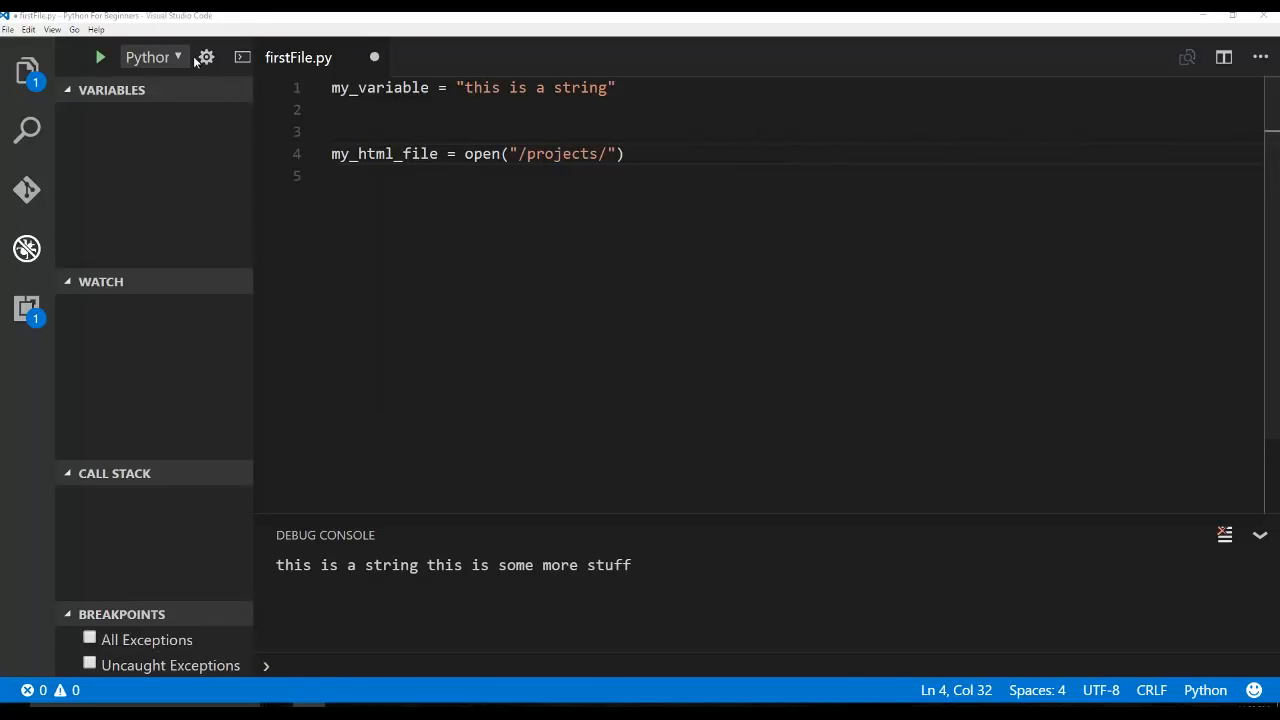 ● firstFile.py - Python For Beginners - Visual Studio Code
File Edit View Go Help
Python
firstFile.py
1
VARIABLES
1 my_variable = "this is a string"
2
3
4 my_html_file = open("/projects/")
5
WATCH
1
CALL STACK
DEBUG CONSOLE
this is a string this is some more stuff
BREAKPOINTS
All Exceptions
Uncaught Exceptions
0 0 Ln 4, Col 32 Spaces: 4 UTF-8 CRLF Python